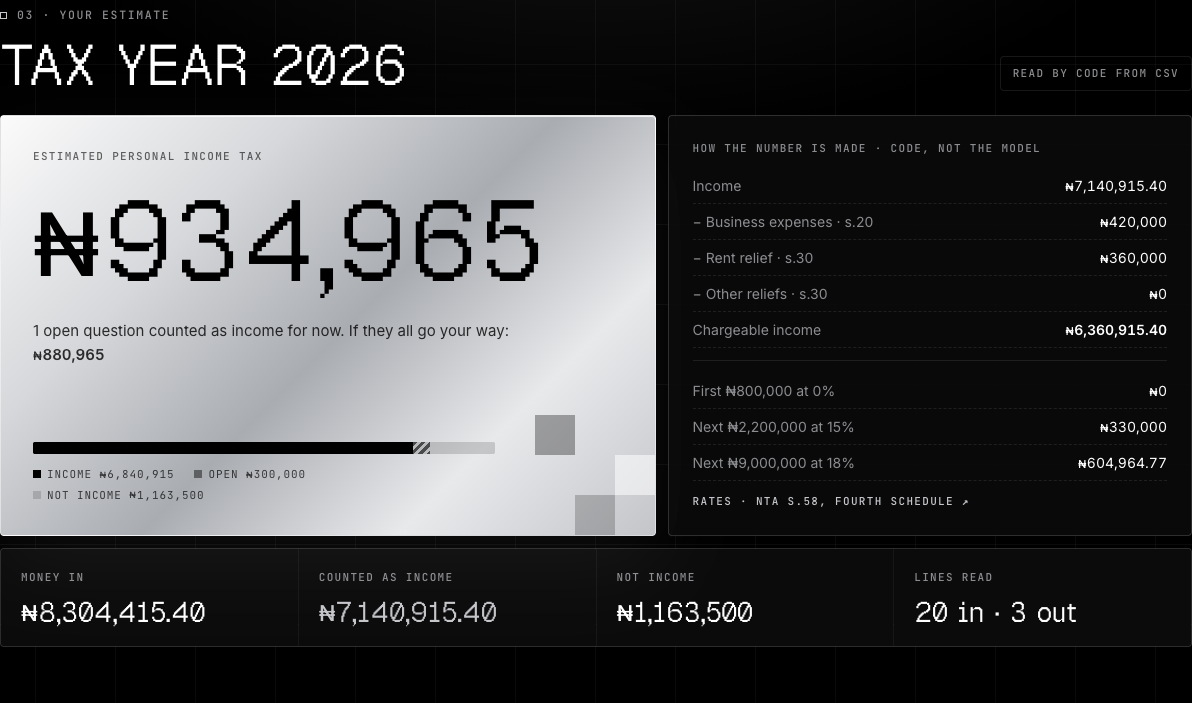 03 · YOUR ESTIMATE
TAX YEAR 2026
READ BY CODE FROM CSV
ESTIMATED PERSONAL INCOME TAX
₦934,965
1 open question counted as income for now. If they all go your way:
₦880,965
INCOME ₦6,840,915 OPEN ₦300,000
NOT INCOME ₦1,163,500
HOW THE NUMBER IS MADE · CODE, NOT THE MODEL
Income ₦7,140,915.40
− Business expenses · s.20 ₦420,000
− Rent relief · s.30 ₦360,000
− Other reliefs · s.30 ₦0
Chargeable income ₦6,360,915.40
First ₦800,000 at 0% ₦0
Next ₦2,200,000 at 15% ₦330,000
Next ₦9,000,000 at 18% ₦604,964.77
RATES · NTA S.58, FOURTH SCHEDULE ↗
MONEY IN
₦8,304,415.40
COUNTED AS INCOME
₦7,140,915.40
NOT INCOME
₦1,163,500
LINES READ
20 in · 3 out